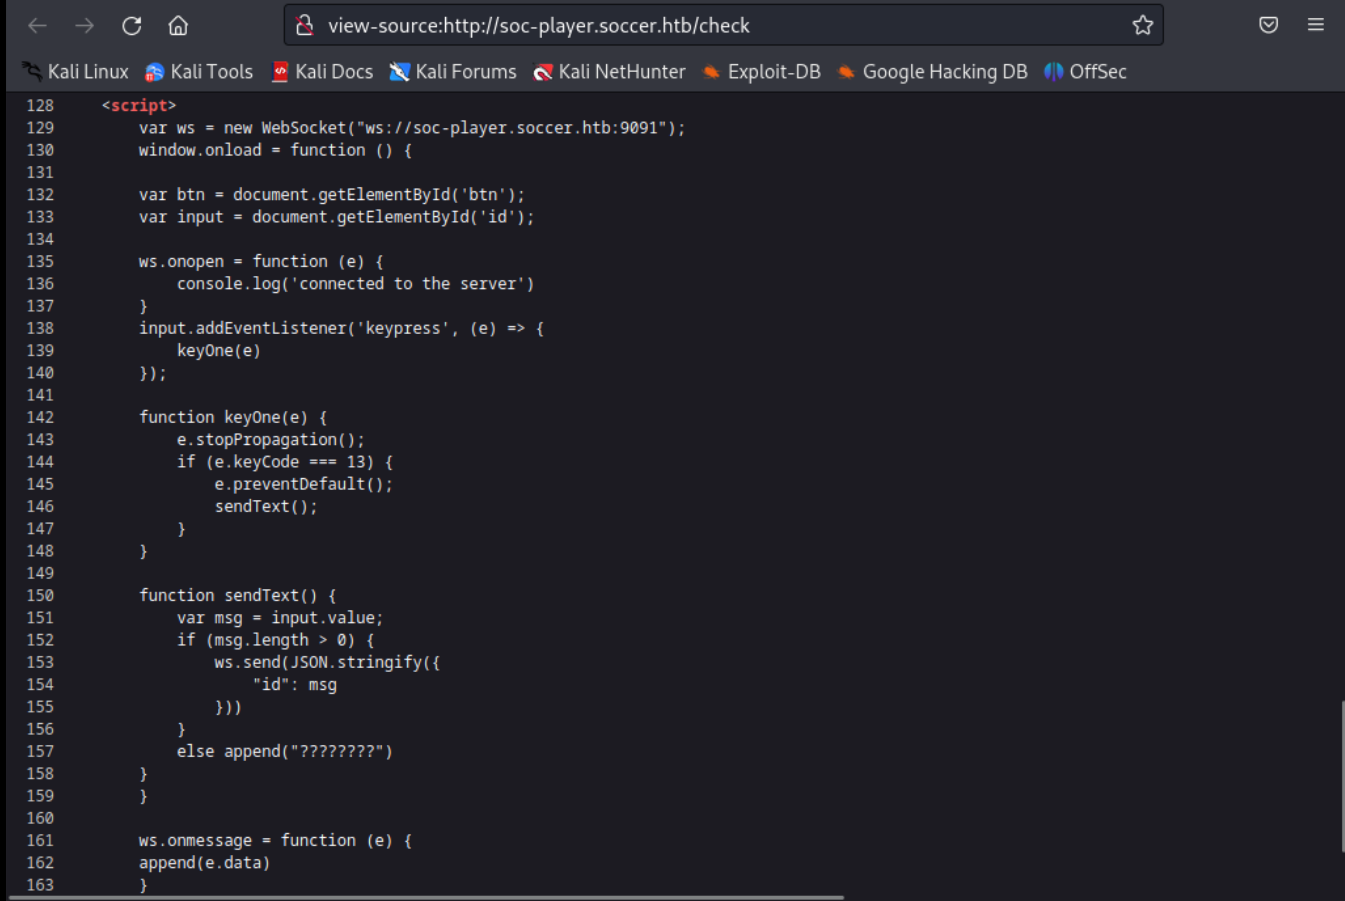 view-source:http://soc-player.soccer.htb/check
Kali Linux Kali Tools Kali Docs Kali Forums Kali NetHunter Exploit-DB Google Hacking DB OffSec
128 <script>
129 var ws = new WebSocket("ws://soc-player.soccer.htb:9091");
130 window.onload = function () {
131
132 var btn = document.getElementById('btn');
133 var input = document.getElementById('id');
134
135 ws.onopen = function (e) {
136 console.log('connected to the server')
137 }
138 input.addEventListener('keypress', (e) => {
139 keyOne(e)
140 });
141
142 function keyOne(e) {
143 e.stopPropagation();
144 if (e.keyCode === 13) {
145 e.preventDefault();
146 sendText();
147 }
148 }
149
150 function sendText() {
151 var msg = input.value;
152 if (msg.length > 0) {
153 ws.send(JSON.stringify({
154 "id": msg
155 }))
156 }
157 else append("????????")
158 }
159 }
160
161 ws.onmessage = function (e) {
162 append(e.data)
163 }